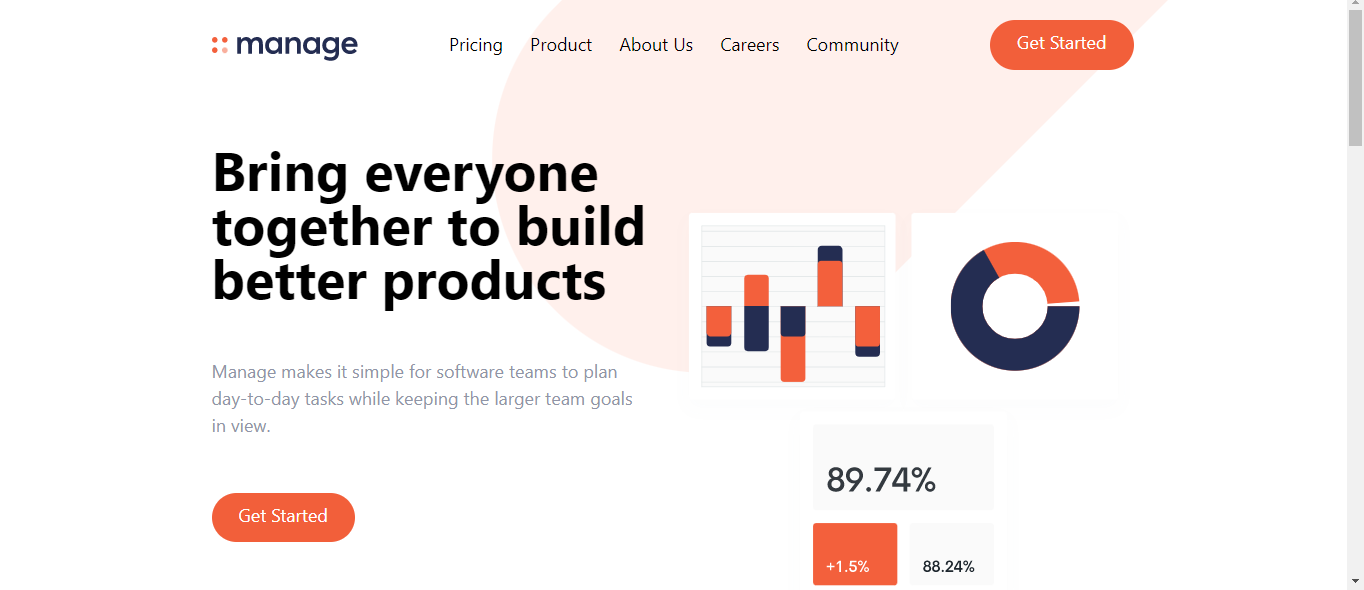 manage
Pricing Product About Us Careers Community
Get Started
Bring everyone
together to build
better products
Manage makes it simple for software teams to plan
day-to-day tasks while keeping the larger team goals
in view.
Get Started
89.74%
+1.5% 88.24%